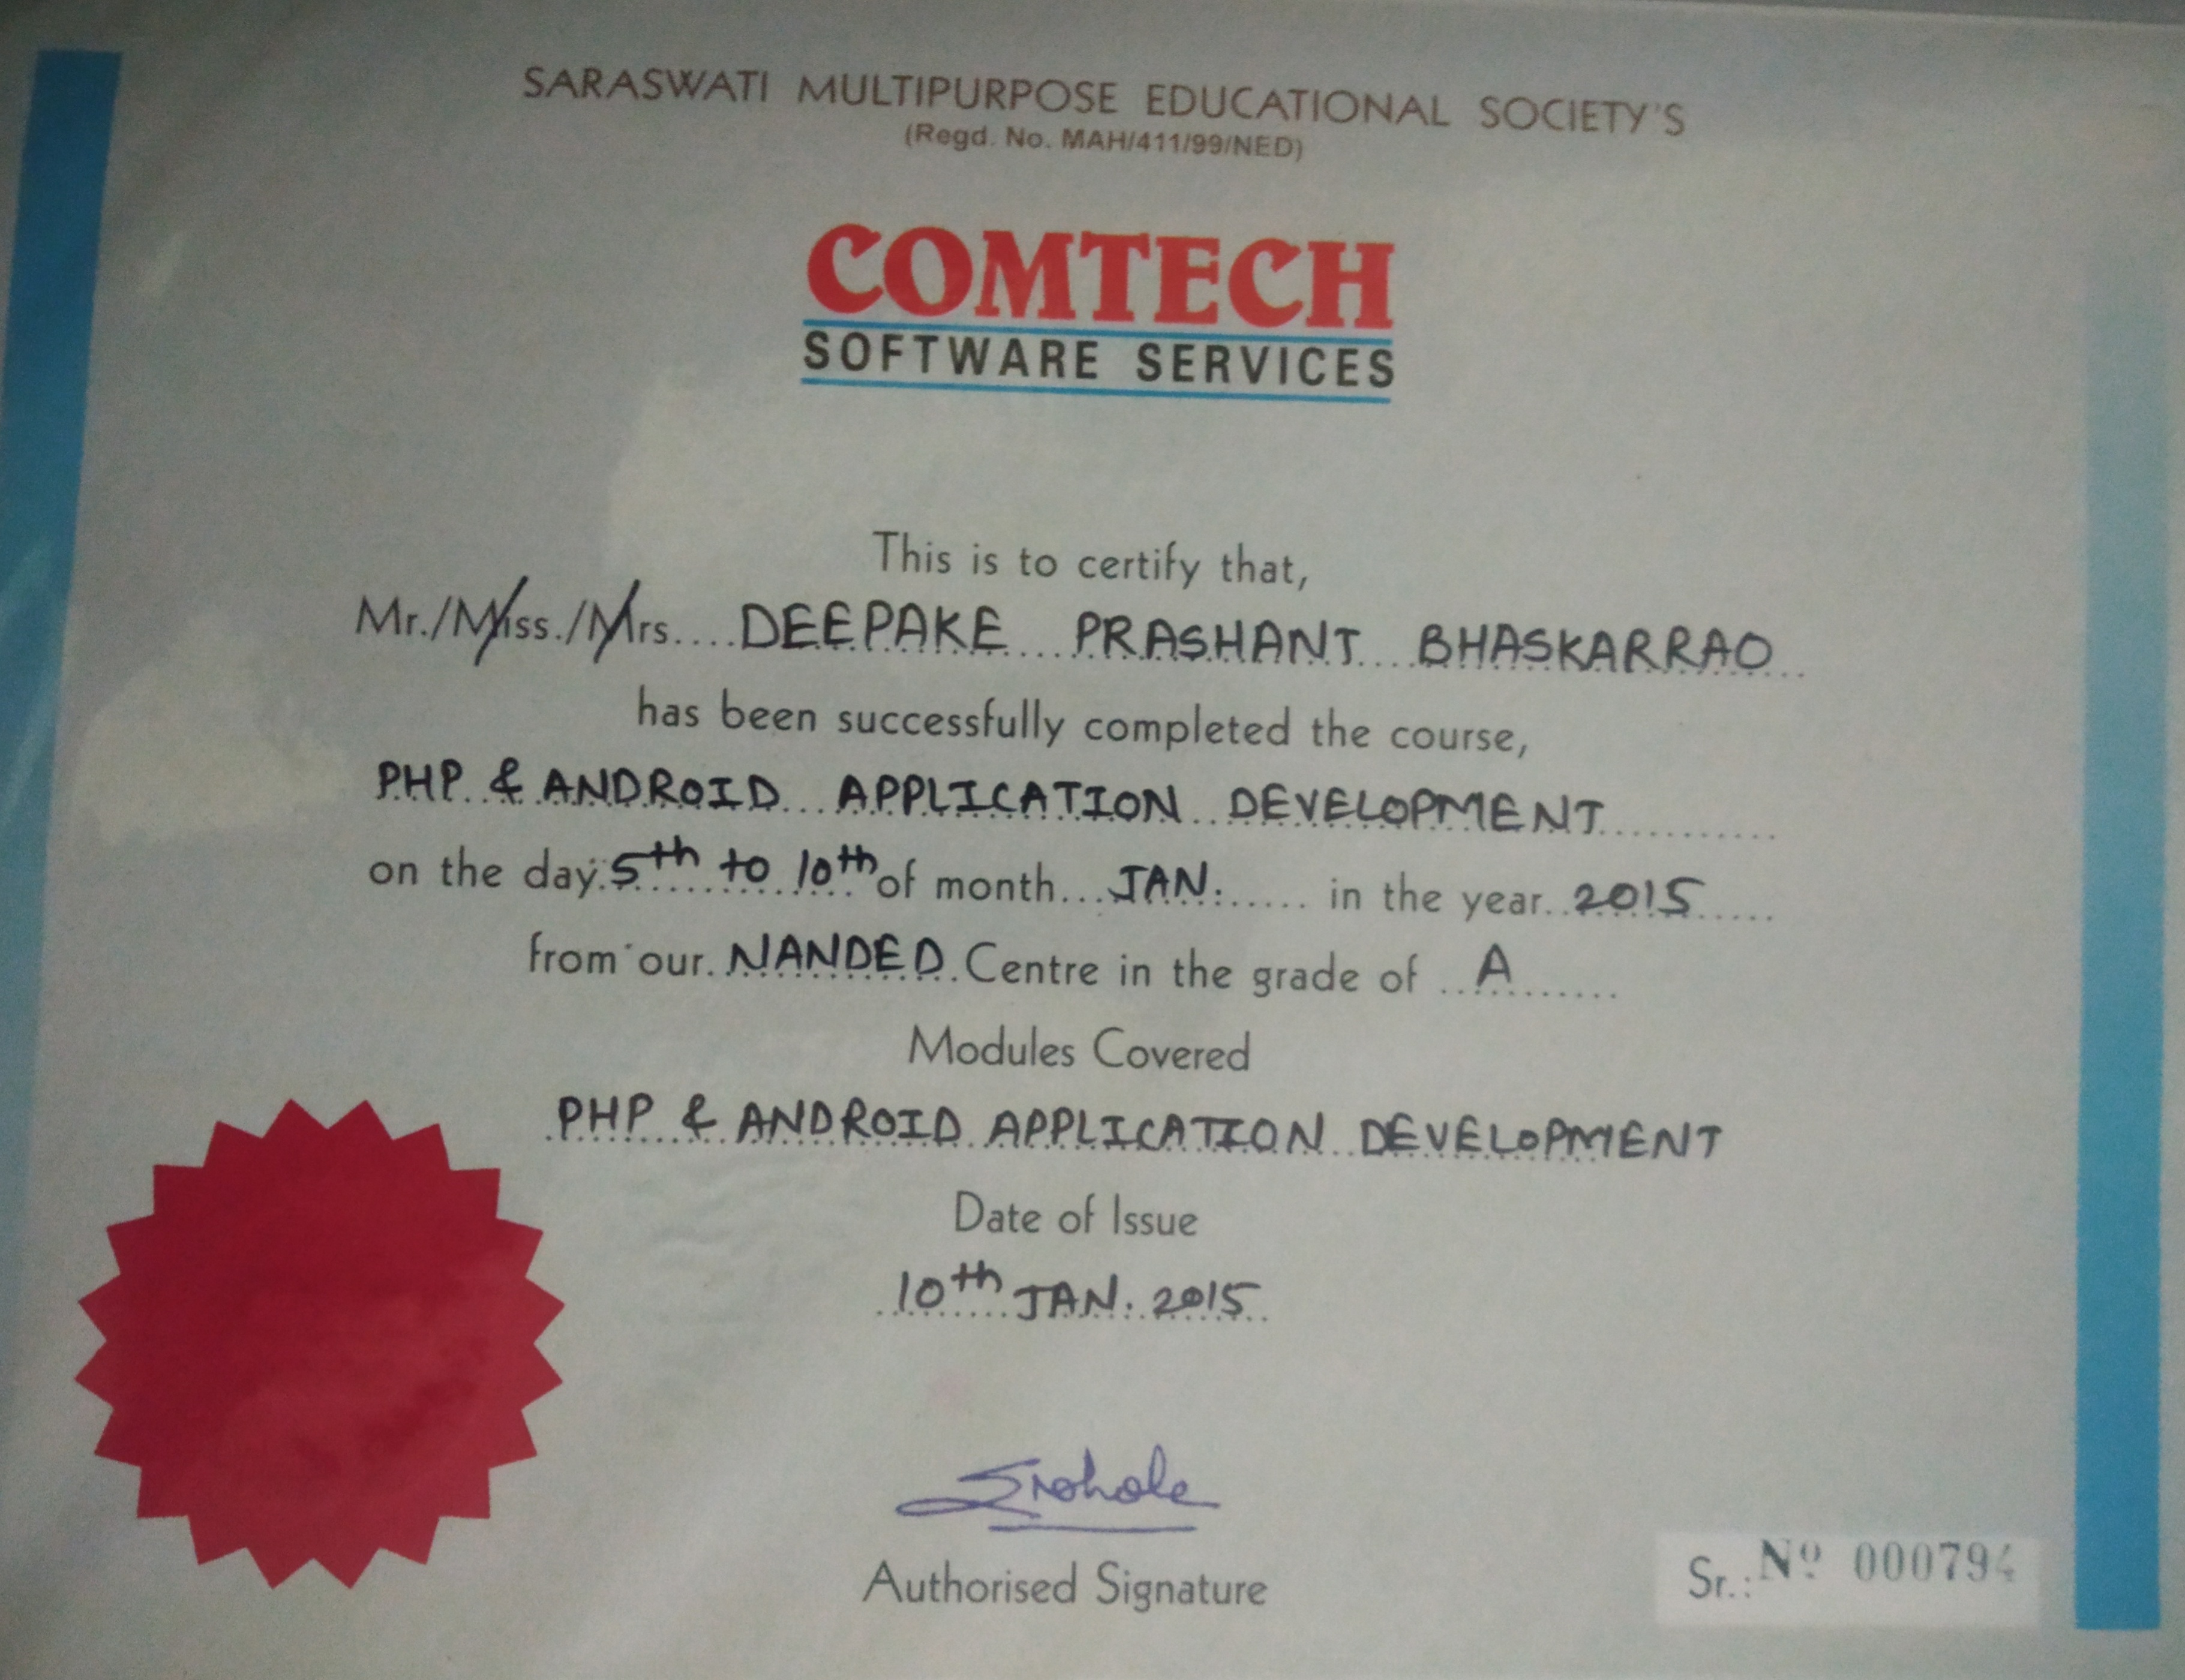 SARASWATI MULTIPURPOSE EDUCATIONAL SOCIETY'S
(Regd. No. MAH/411/99/NED)
COMTECH
SOFTWARE SERVICES
This is to certify that,
Mr./Miss./Mrs.... DEEPAKE PRASHANT BHASKARRAO
has been successfully completed the course,
PHP & ANDROID APPLICATION DEVELOPMENT
on the day 5th to 10th of month JAN. in the year 2015
from our NANDED Centre in the grade of A
Modules Covered
PHP & ANDROID APPLICATION DEVELOPMENT
Date of Issue
10th JAN. 2015
Authorised Signature
Sr.: Nº 000794